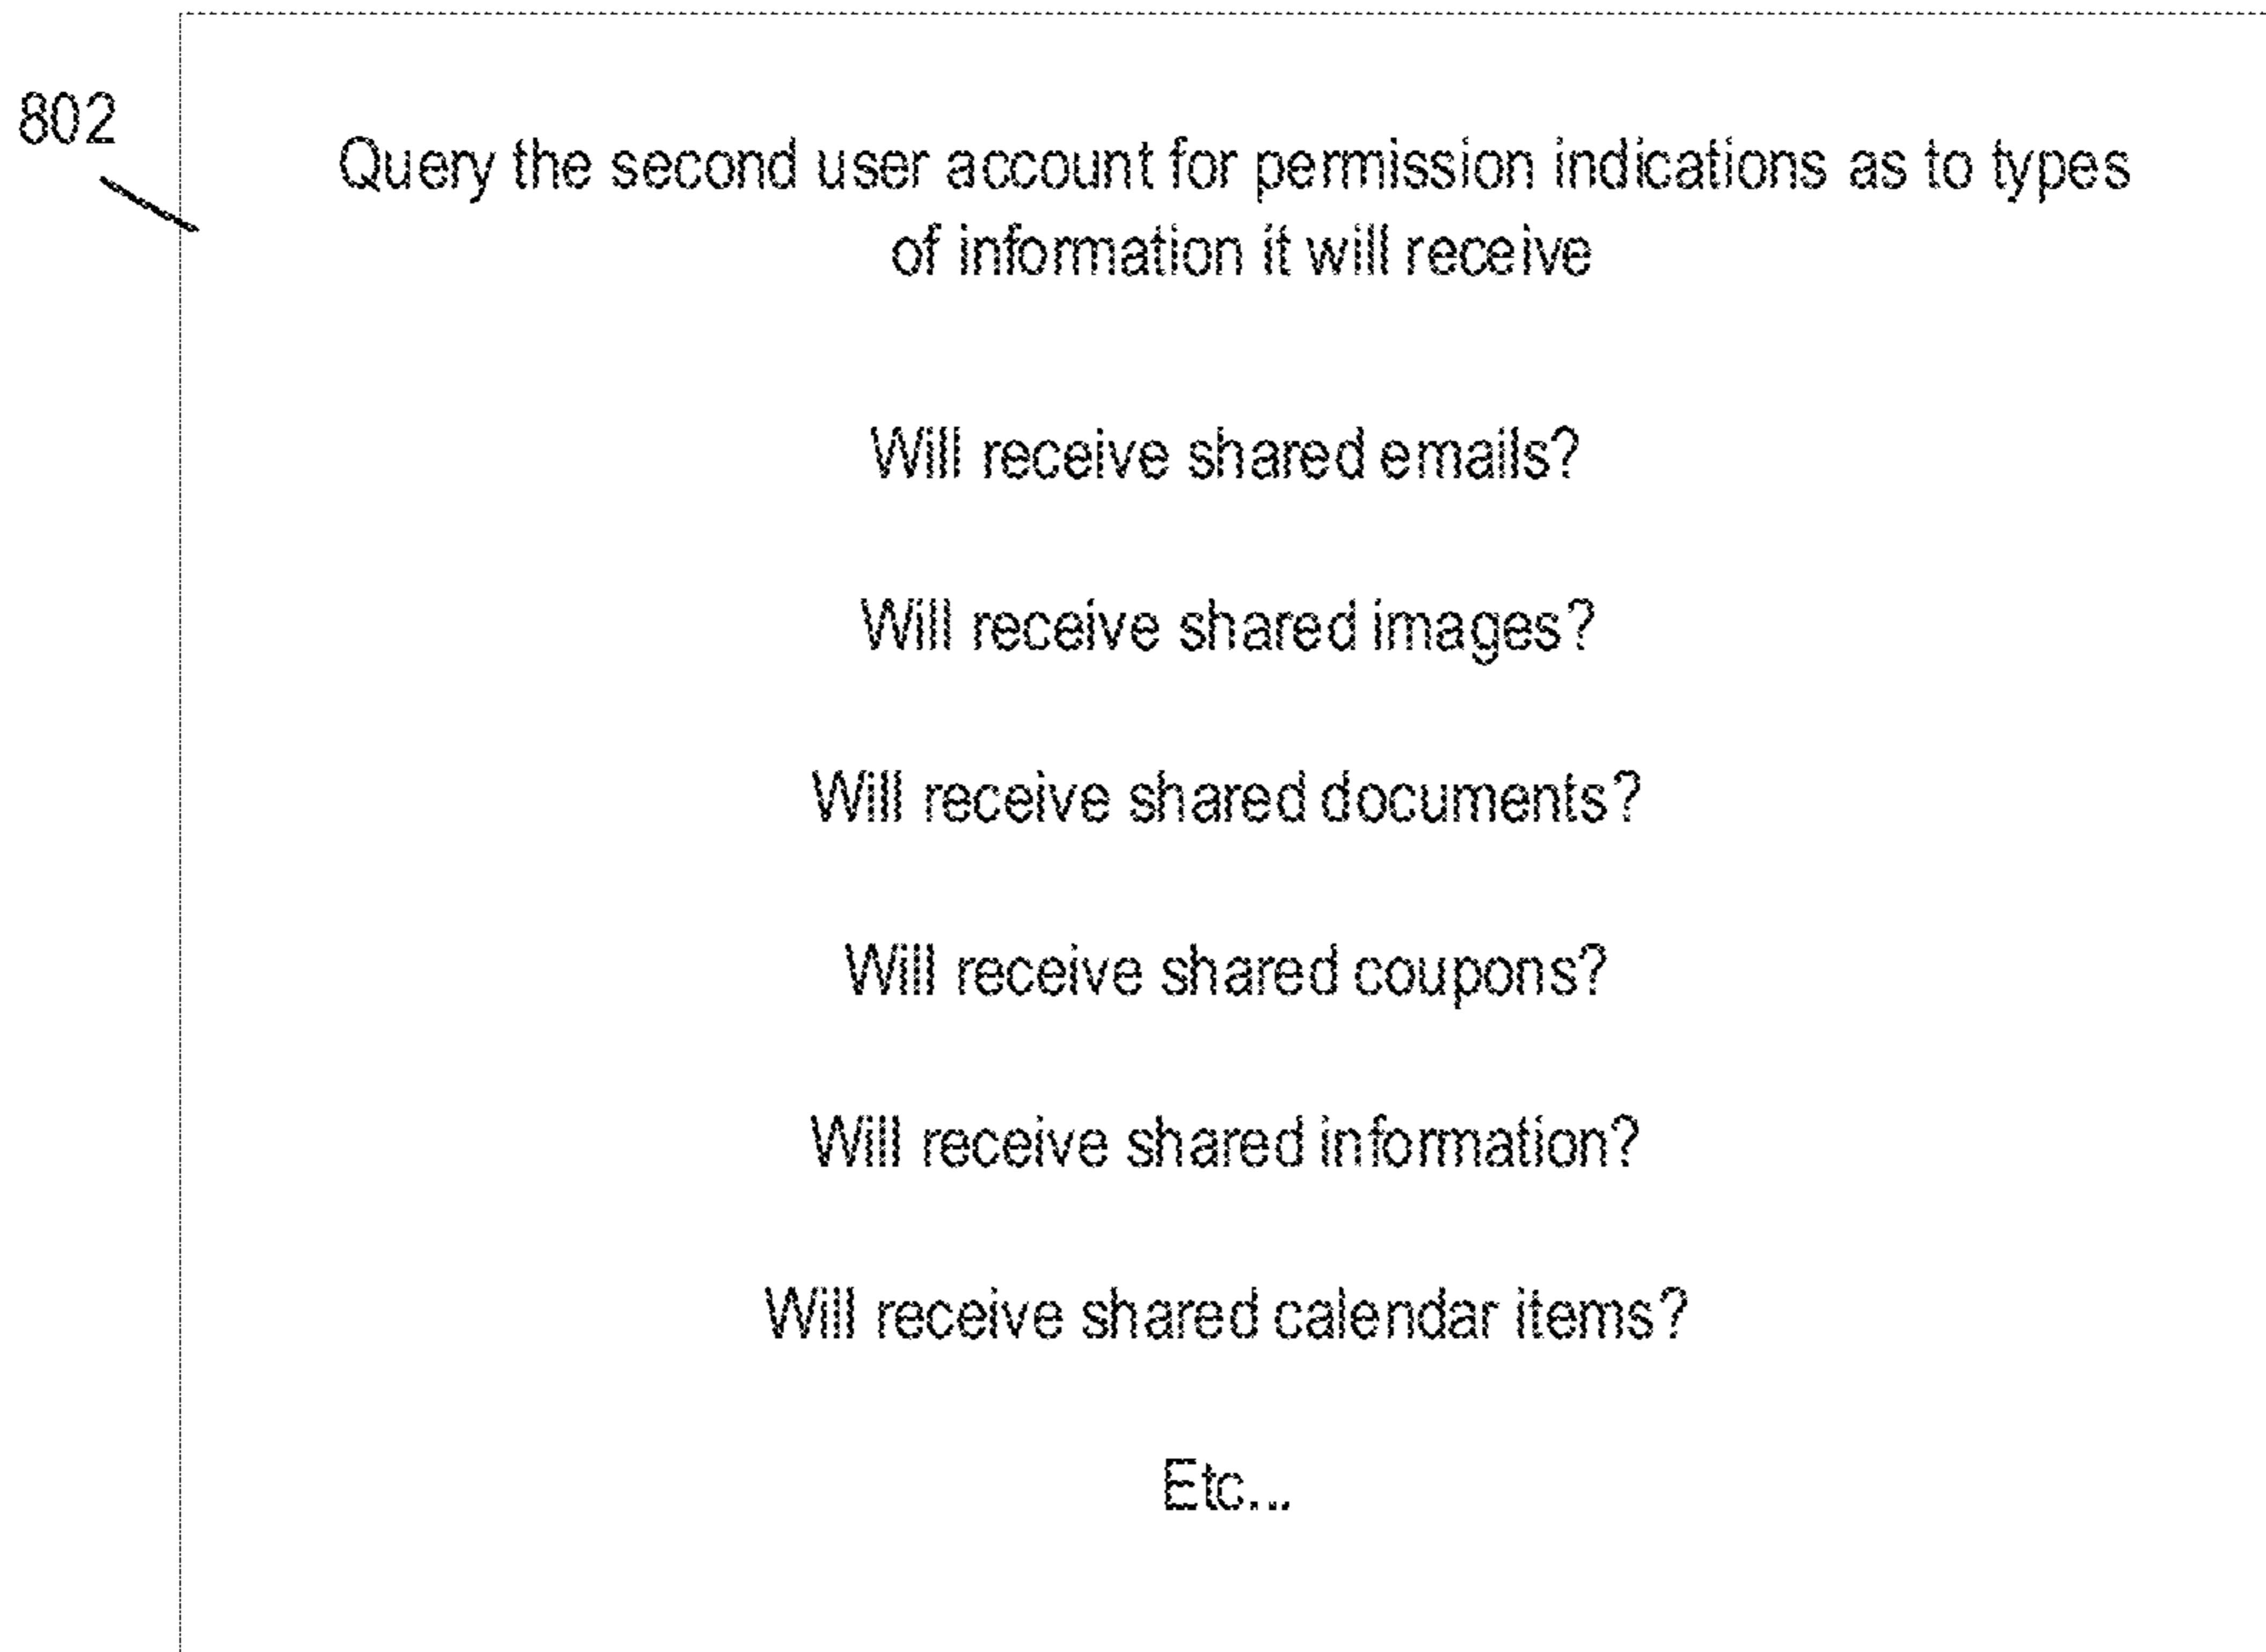 802
Query the second user account for permission indications as to types
of information it will receive
Will receive shared emails?
Will receive shared images?
Will receive shared documents?
Will receive shared coupons?
Will receive shared information?
Will receive shared calendar items?
Etc...